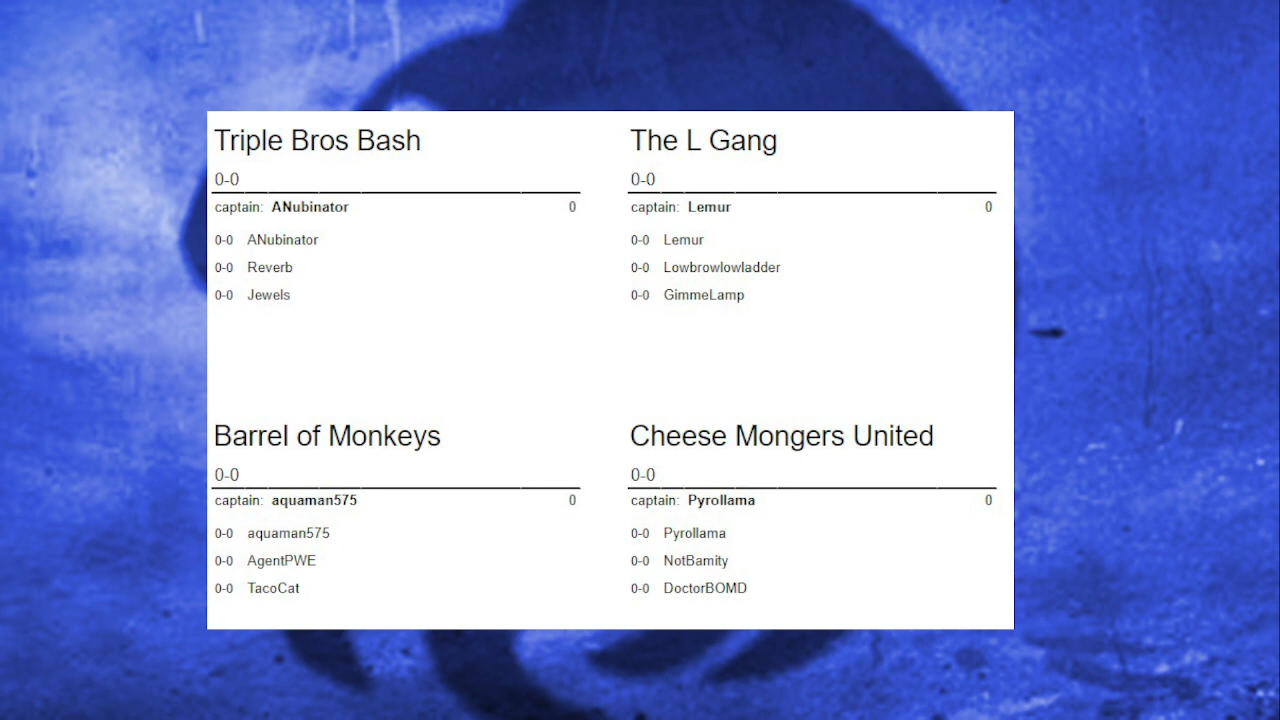 Triple Bros Bash
0-0
captain: ANubinator 0
0-0 ANubinator
0-0 Reverb
0-0 Jewels
The L Gang
0-0
captain: Lemur 0
0-0 Lemur
0-0 Lowbrowlowladder
0-0 GimmeLamp
Barrel of Monkeys
0-0
captain: aquaman575 0
0-0 aquaman575
0-0 AgentPWE
0-0 TacoCat
Cheese Mongers United
0-0
captain: Pyrollama 0
0-0 Pyrollama
0-0 NotBamity
0-0 DoctorBOMD